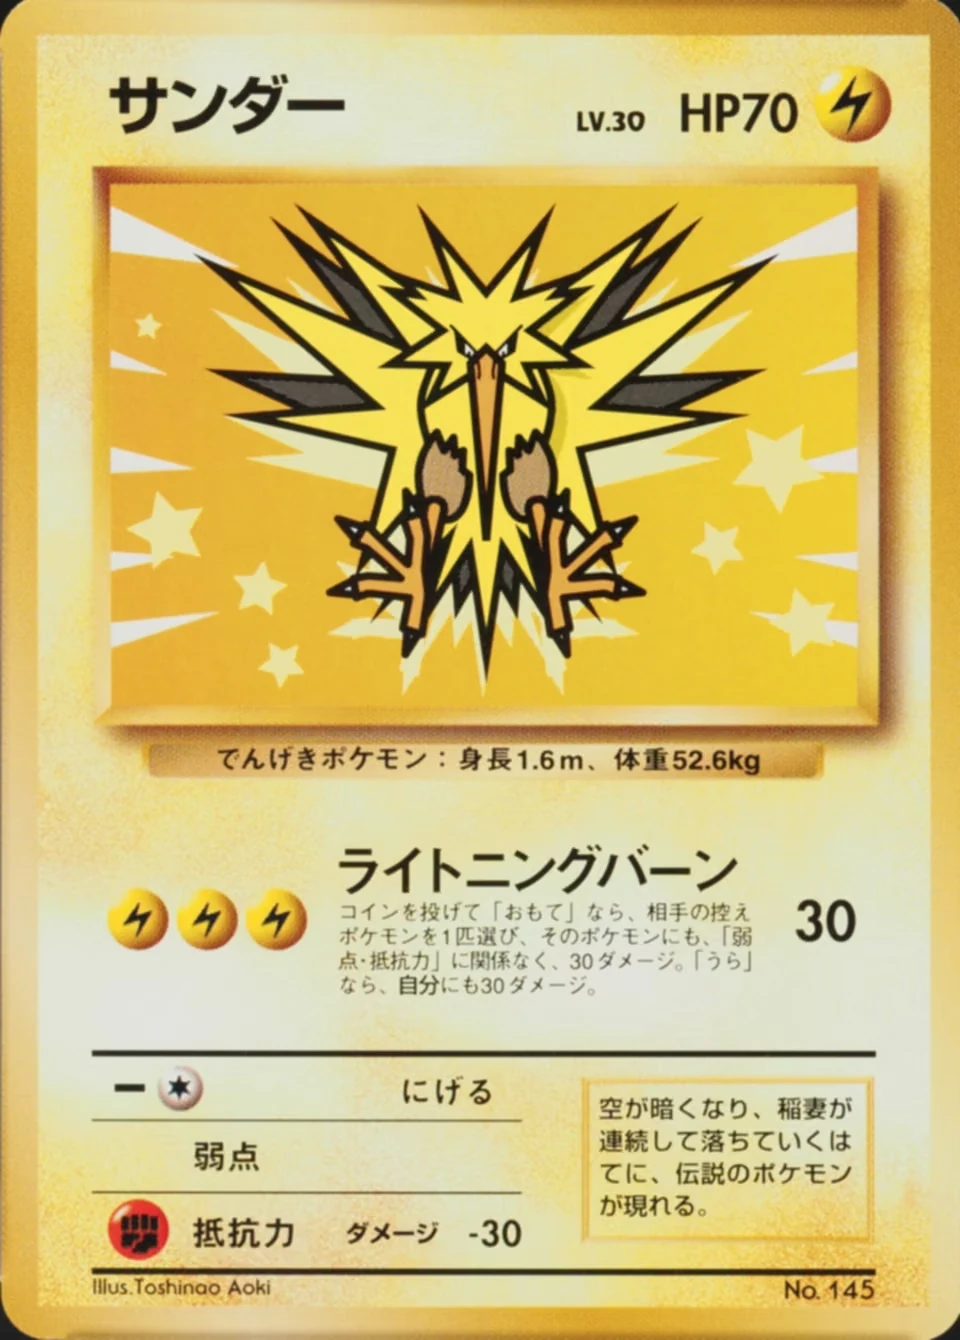 サンダー
LV.30 HP70
でんげきポケモン：身長1.6m、体重52.6kg
ライトニングバーン
コインを投げて「おもて」なら、相手の控え
ポケモンを1匹選び、そのポケモンにも、「弱
点・抵抗力」に関係なく、30ダメージ。「うら」
なら、自分にも30ダメージ。
30
にげる
弱点
抵抗力 ダメージ -30
空が暗くなり、稲妻が
連続して落ちていくは
てに、伝説のポケモン
が現れる。
Illus.Toshinao Aoki
No. 145